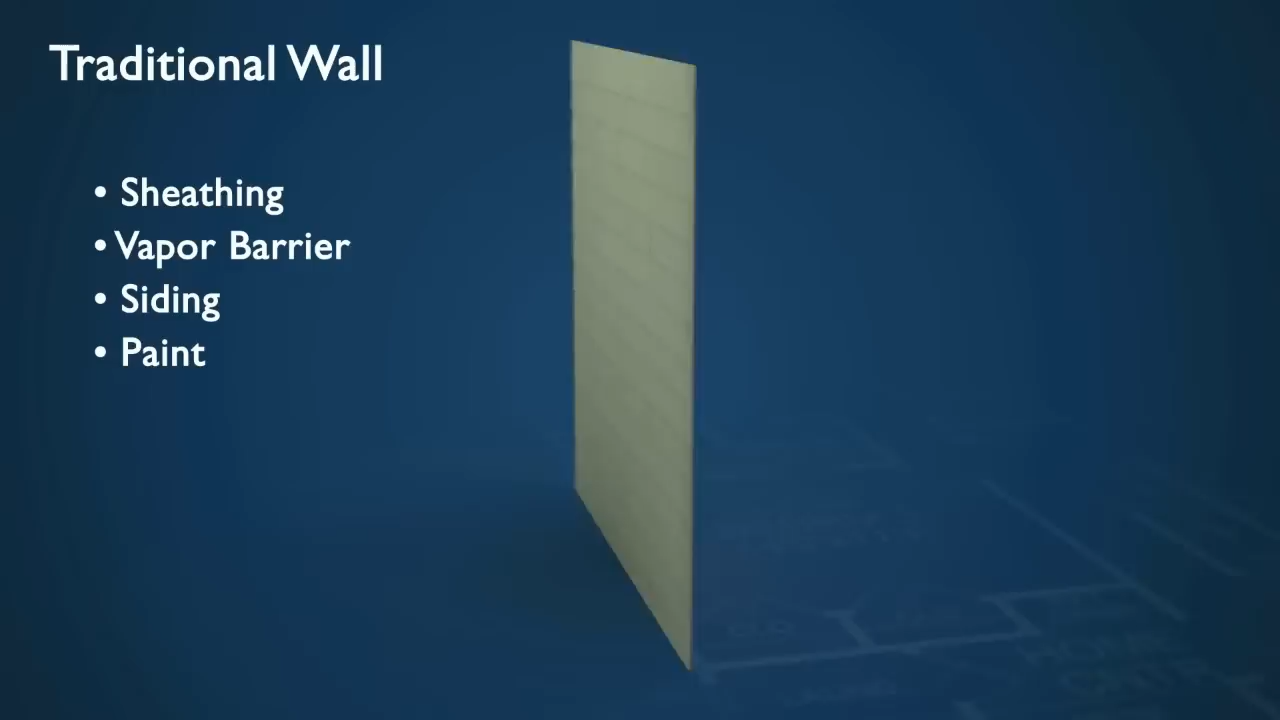 Traditional Wall
• Sheathing
• Vapor Barrier
• Siding
• Paint